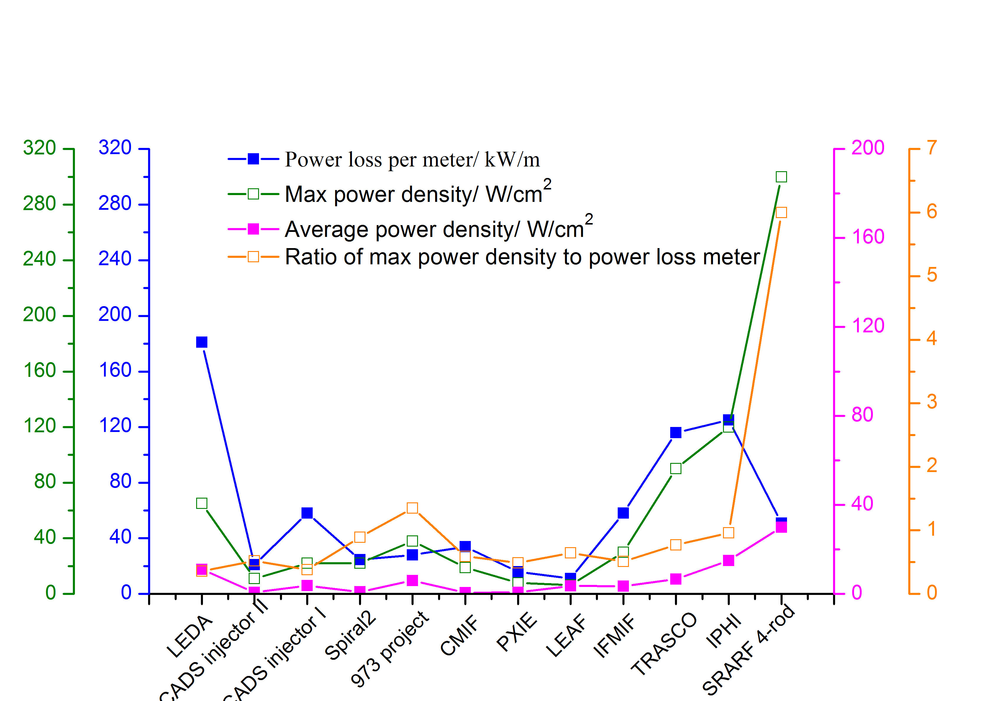 Power loss per meter/ kW/m
Max power density/ W/cm²
Average power density/ W/cm²
Ratio of max power density to power loss meter
320
280
240
200
160
120
80
40
0
320
280
240
200
160
120
80
40
0
200
160
120
80
40
0
7
6
5
4
3
2
1
0
LEDA
CADS injector II
CADS injector I
Spiral2
973 project
CMIF
PXIE
LEAF
IFMIF
TRASCO
IPHI
SRARF 4-rod